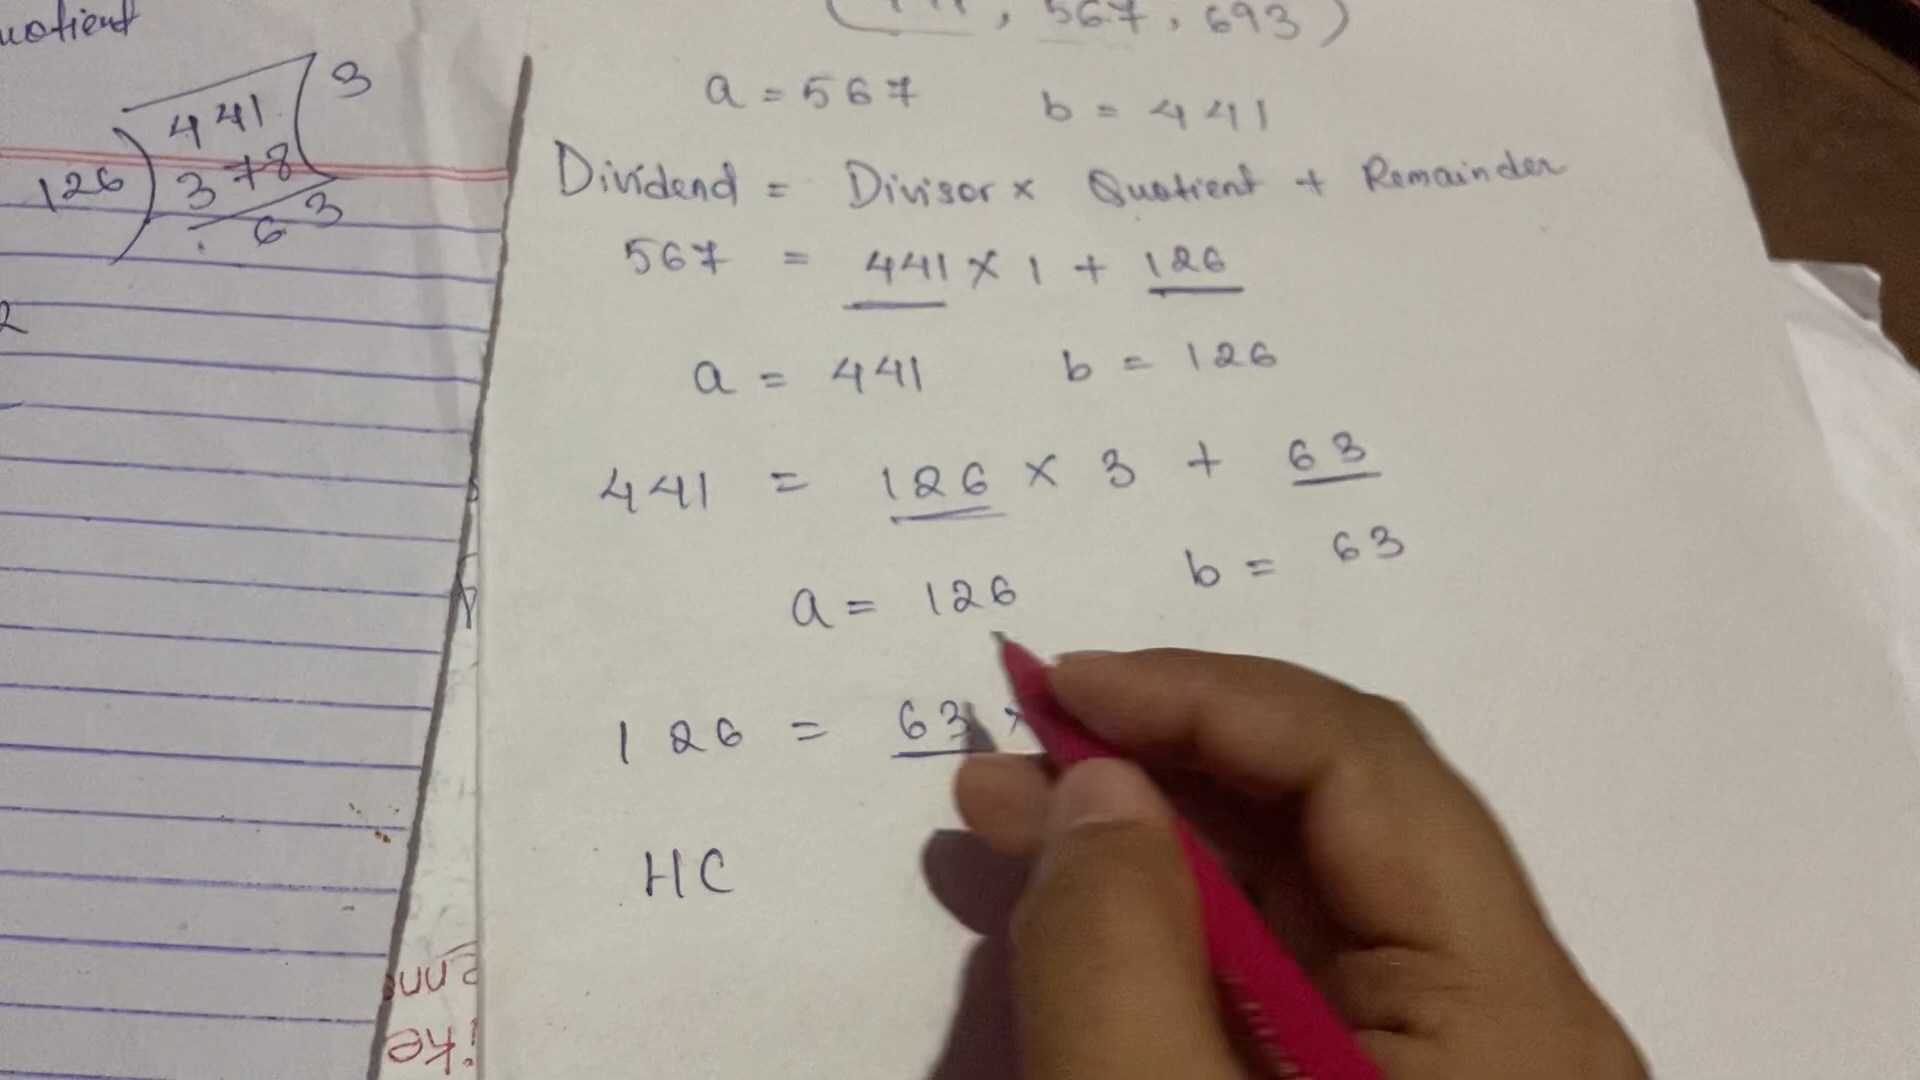 567, 693)
a = 567 b = 441
Dividend = Divisor × Quotient + Remainder
567 = 441 × 1 + 126
a = 441 b = 126
441 = 126 × 3 + 63
a = 126 b = 63
126 = 63 ×
HC
441 3
126 ) 378
63